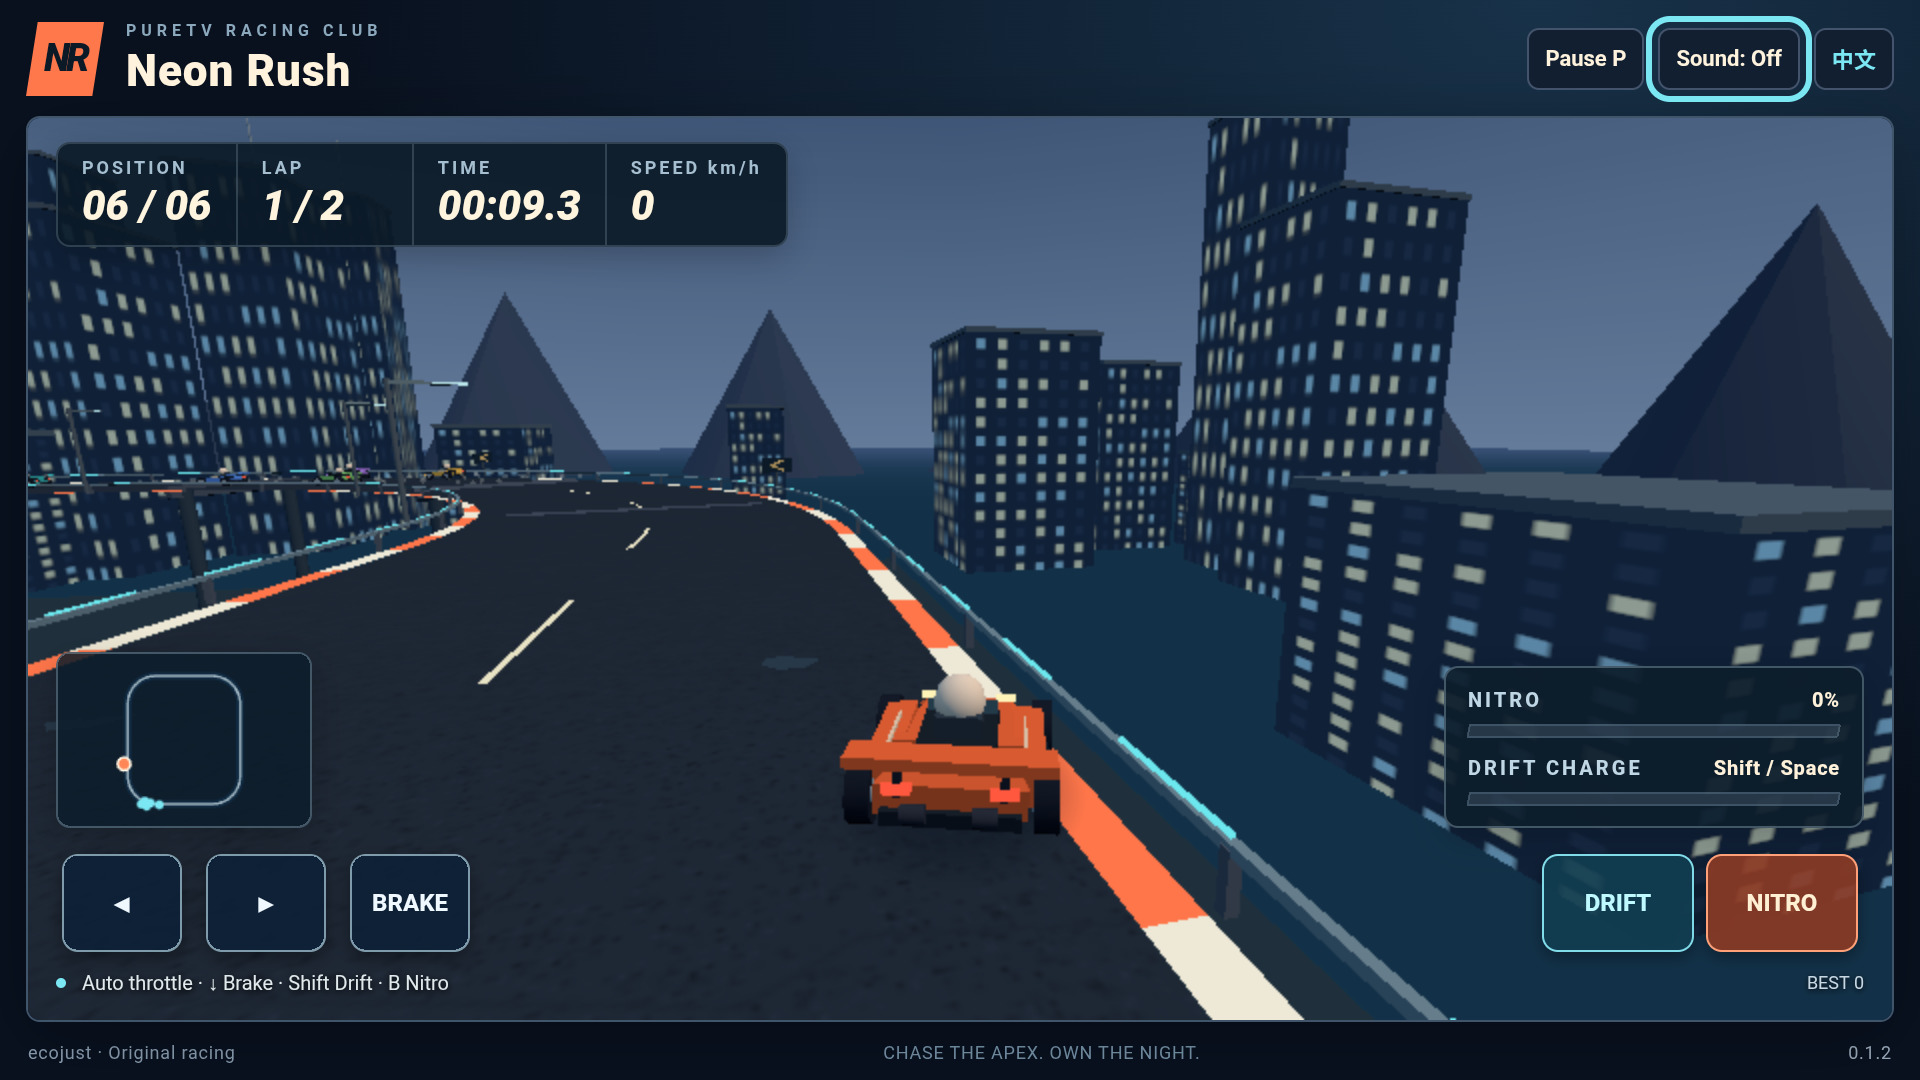 NR
PURETV RACING CLUB
Neon Rush
Pause P
Sound: Off
中文
POSITION
06 / 06
LAP
1 / 2
TIME
00:09.3
SPEED km/h
0
NITRO
0%
DRIFT CHARGE
Shift / Space
◀
▶
BRAKE
DRIFT
NITRO
Auto throttle · ↓ Brake · Shift Drift · B Nitro
BEST 0
ecojust · Original racing
CHASE THE APEX. OWN THE NIGHT.
0.1.2